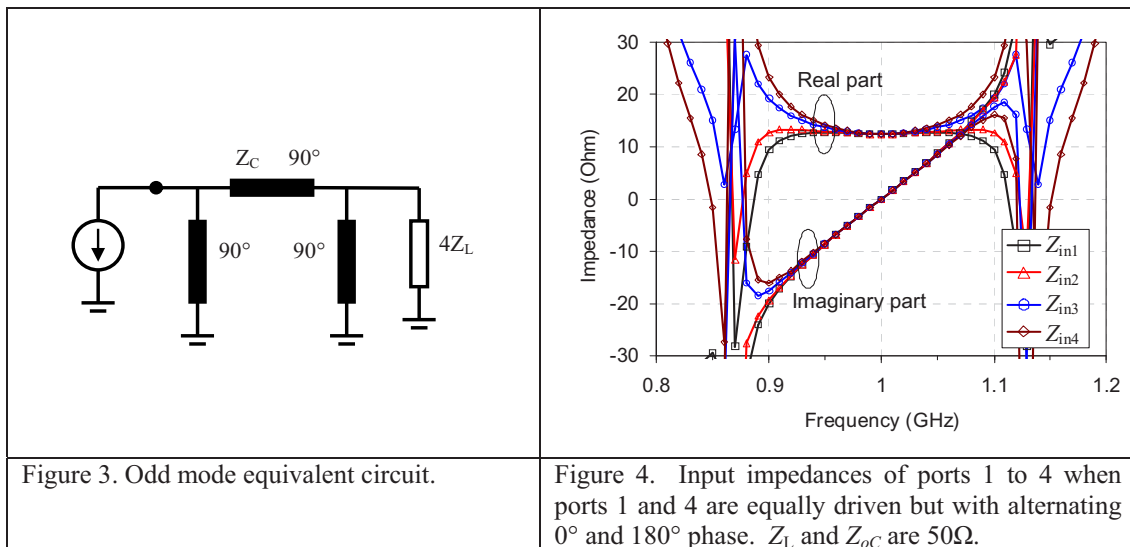 Z_C 90°
90° 90° 4Z_L
Figure 3. Odd mode equivalent circuit.
30
20
10
0
-10
-20
-30
Impedance (Ohm)
Real part
Imaginary part
Z_in1
Z_in2
Z_in3
Z_in4
0.8 0.9 1 1.1 1.2
Frequency (GHz)
Figure 4. Input impedances of ports 1 to 4 when
ports 1 and 4 are equally driven but with alternating
0° and 180° phase. Z_L and Z_oC are 50Ω.